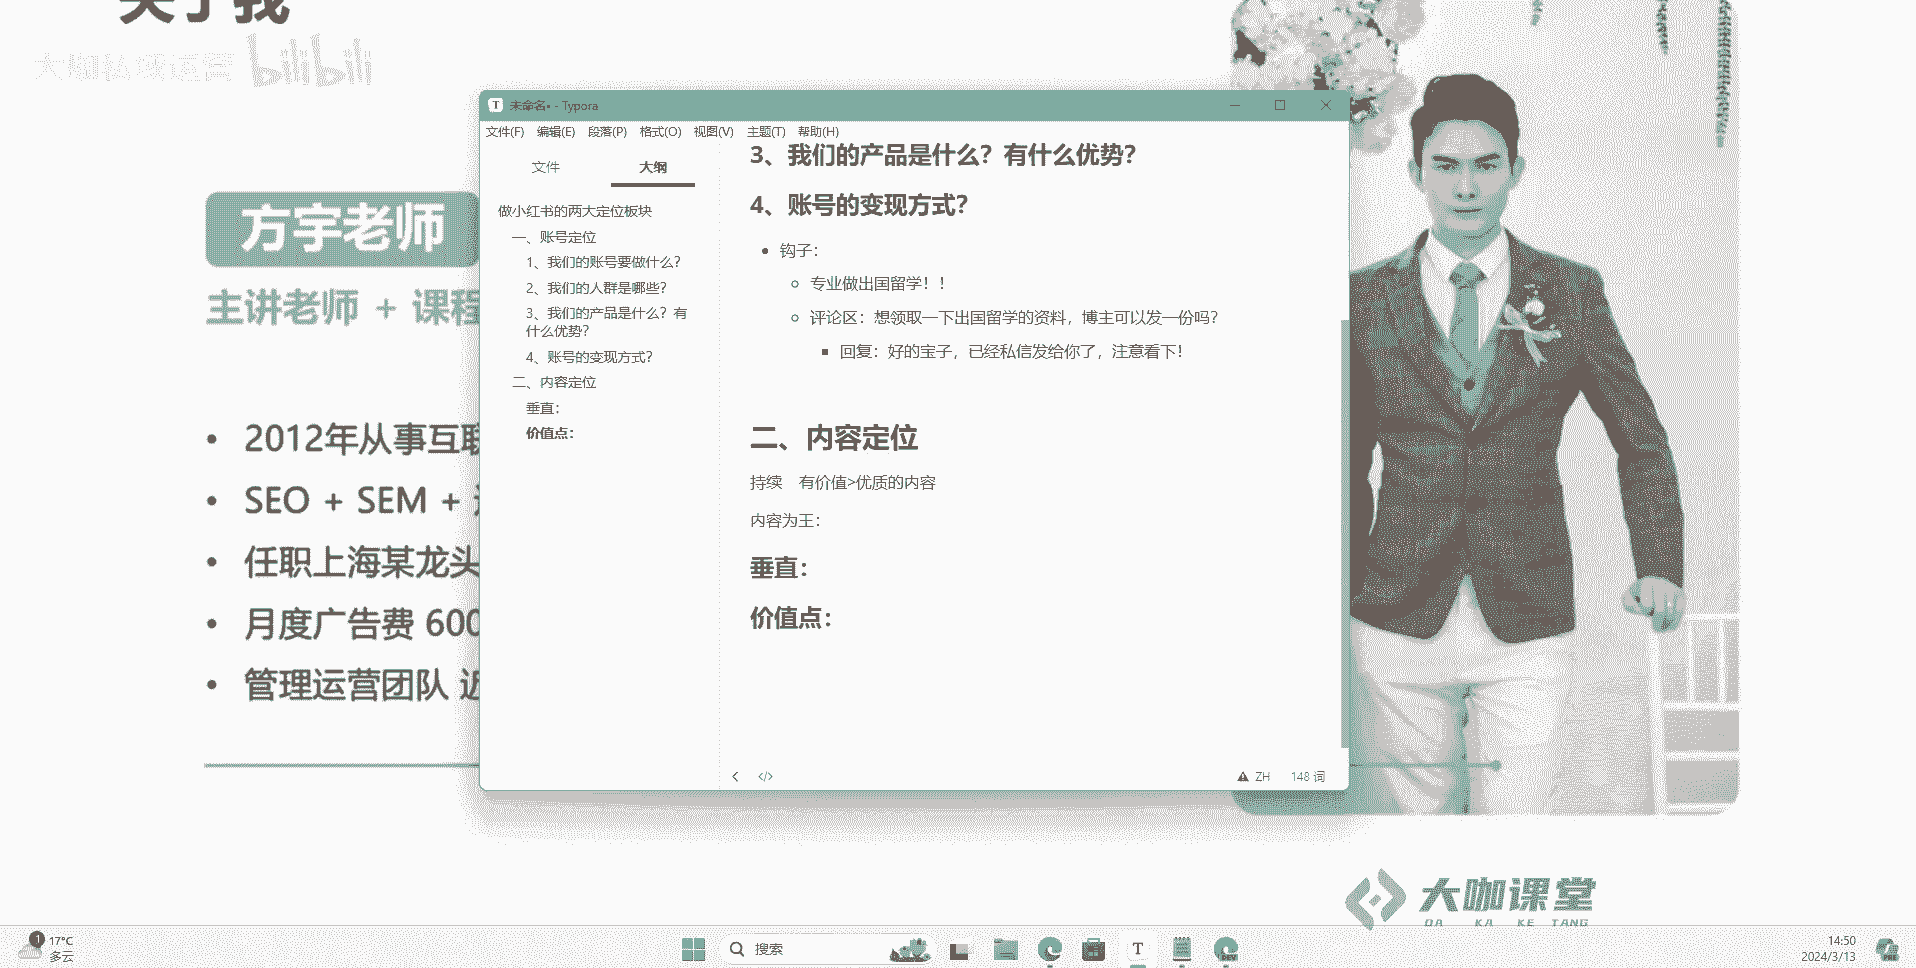 关于我
大咖私域运营 bilibili
方宇老师
主讲老师 + 课程
2012年从事互联
SEO + SEM +
任职上海某龙头
月度广告费 600
管理运营团队 近
T 未命名• - Typora
文件(F) 编辑(E) 段落(P) 格式(O) 视图(V) 主题(T) 帮助(H)
文件 大纲
做小红书的两大定位板块
一、账号定位
1、我们的账号要做什么？
2、我们的人群是哪些？
3、我们的产品是什么？有
什么优势？
4、账号的变现方式？
二、内容定位
垂直：
价值点：
3、我们的产品是什么？有什么优势？
4、账号的变现方式？
钩子：
专业做出国留学！！
评论区：想领取一下出国留学的资料，博主可以发一份吗？
回复：好的宝子，已经私信发给你了，注意看下！
二、内容定位
持续 有价值>优质的内容
内容为王：
垂直：
价值点：
</> ZH 148 词
大咖课堂
DA KA KE TANG
1 17°C
多云
搜索
T
DEV
14:50
2024/3/13
PRE